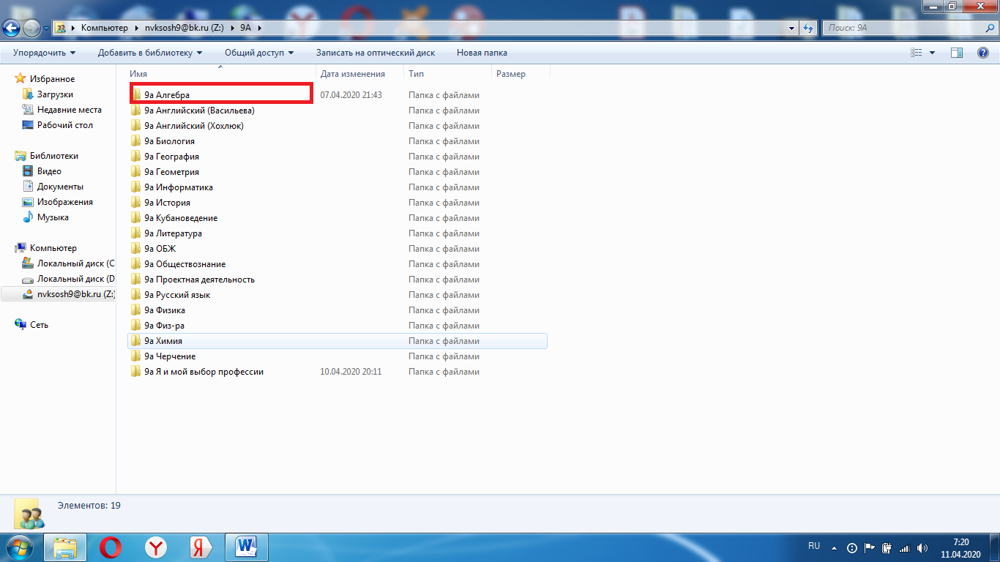 Компьютер nvksosh9@bk.ru (Z:) 9А
Поиск: 9А
Упорядочить Добавить в библиотеку Общий доступ Записать на оптический диск Новая папка
Избранное
Загрузки
Недавние места
Рабочий стол
Библиотеки
Видео
Документы
Изображения
Музыка
Компьютер
Локальный диск (C
Локальный диск (D
nvksosh9@bk.ru (Z:)
Сеть
Имя Дата изменения Тип Размер
9а Алгебра 07.04.2020 21:43 Папка с файлами
9а Английский (Васильева) Папка с файлами
9а Английский (Хохлюк) Папка с файлами
9а Биология Папка с файлами
9а География Папка с файлами
9а Геометрия Папка с файлами
9а Информатика Папка с файлами
9а История Папка с файлами
9а Кубановедение Папка с файлами
9а Литература Папка с файлами
9а ОБЖ Папка с файлами
9а Обществознание Папка с файлами
9а Проектная деятельность Папка с файлами
9а Русский язык Папка с файлами
9а Физика Папка с файлами
9а Физ-ра Папка с файлами
9а Химия Папка с файлами
9а Черчение Папка с файлами
9а Я и мой выбор профессии 10.04.2020 20:11 Папка с файлами
Элементов: 19
RU
7:20
11.04.2020